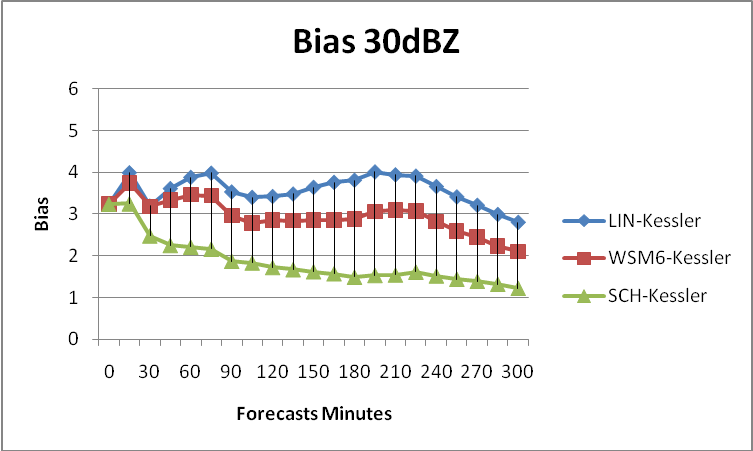 Bias 30dBZ
6
5
4
3
2
1
0
Bias
0 30 60 90 120 150 180 210 240 270 300
Forecasts Minutes
LIN-Kessler
WSM6-Kessler
SCH-Kessler